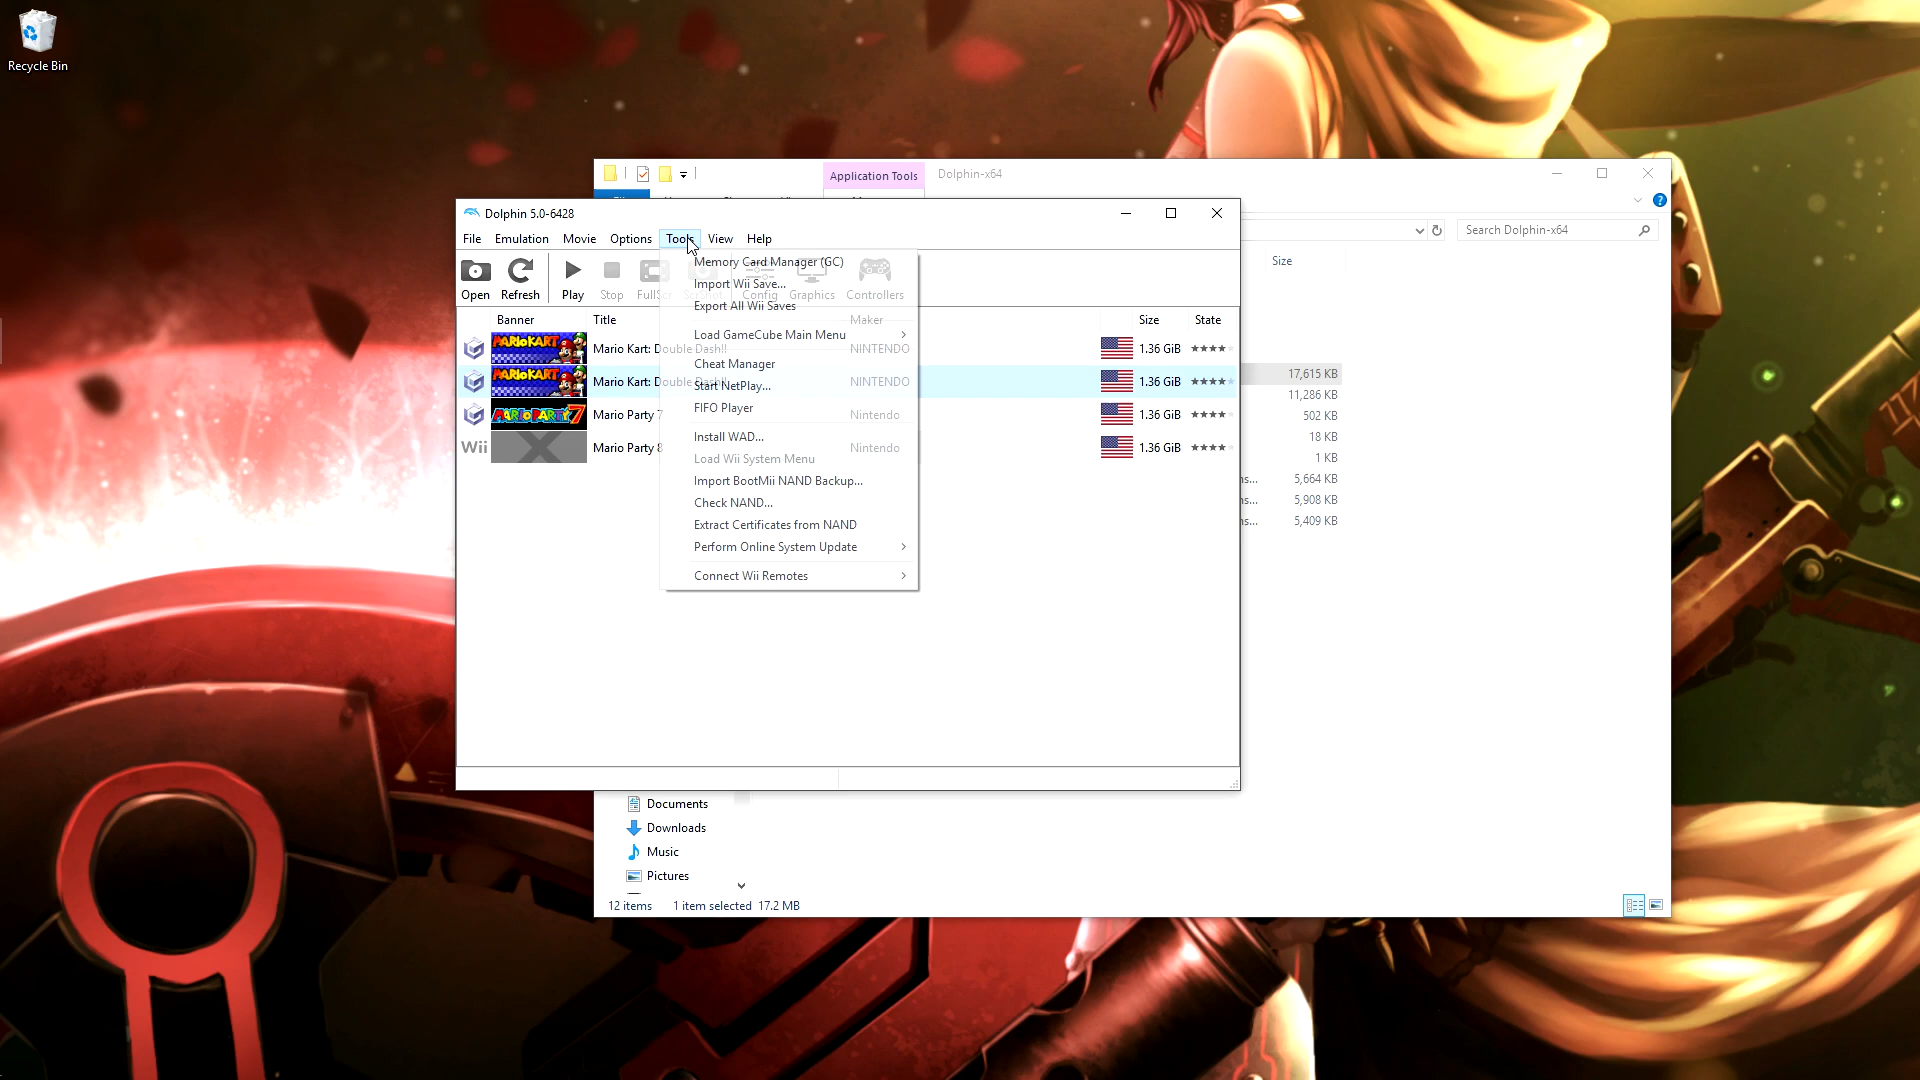 Recycle Bin
Application Tools
Dolphin-x64
Search Dolphin-x64
Size
17,615 KB
11,286 KB
502 KB
18 KB
1 KB
5,664 KB
5,908 KB
5,409 KB
Dolphin 5.0-6428
File Emulation Movie Options Tools View Help
Open Refresh Play Stop FullScr Config Graphics Controllers
Banner Title Maker Size State
MARIOKART Mario Kart: Double Dash!! NINTENDO 1.36 GiB
MARIOKART Mario Kart: Double Dash!! NINTENDO 1.36 GiB
MARIOPARTY7 Mario Party 7 Nintendo 1.36 GiB
Wii Mario Party 8 Nintendo 1.36 GiB
Memory Card Manager (GC)
Import Wii Save...
Export All Wii Saves
Load GameCube Main Menu
Cheat Manager
Start NetPlay...
FIFO Player
Install WAD...
Load Wii System Menu
Import BootMii NAND Backup...
Check NAND...
Extract Certificates from NAND
Perform Online System Update
Connect Wii Remotes
Documents
Downloads
Music
Pictures
12 items 1 item selected 17.2 MB